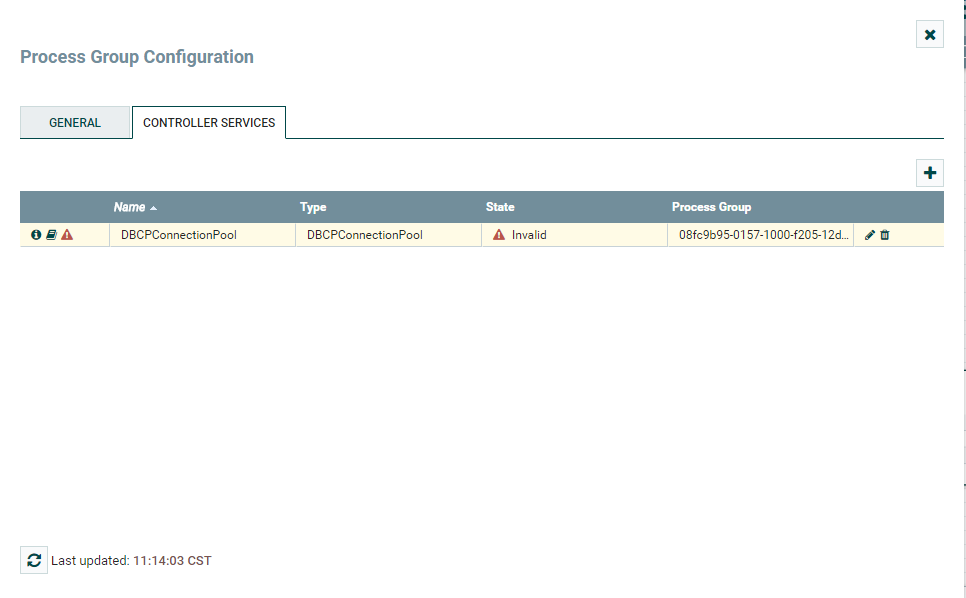 Process Group Configuration
GENERAL CONTROLLER SERVICES
Name Type State Process Group
DBCPConnectionPool DBCPConnectionPool Invalid 08fc9b95-0157-1000-f205-12d...
Last updated: 11:14:03 CST